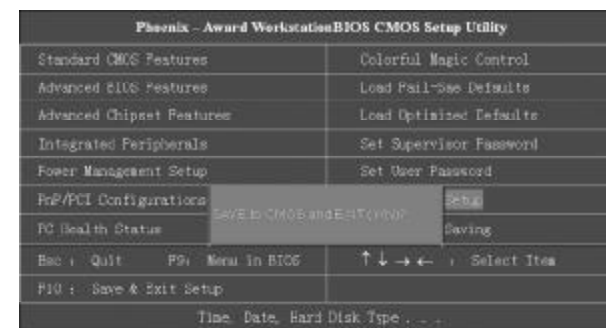 Phoenix – Award WorkstationBIOS CMOS Setup Utility
Standard CMOS Features
Colorful Magic Control
Advanced BIOS Features
Load Fail-Sae Defaults
Advanced Chipset Features
Load Optimized Defaults
Integrated Peripherals
Set Supervisor Password
Power Management Setup
Set User Password
PnP/PCI Configurations
Setup
PC Health Status
Saving
SAVE to CMOS and EXIT
Esc : Quit F9: Menu in BIOS
↑ ↓ → ← : Select Item
F10 : Save & Exit Setup
Time, Date, Hard Disk Type . . .